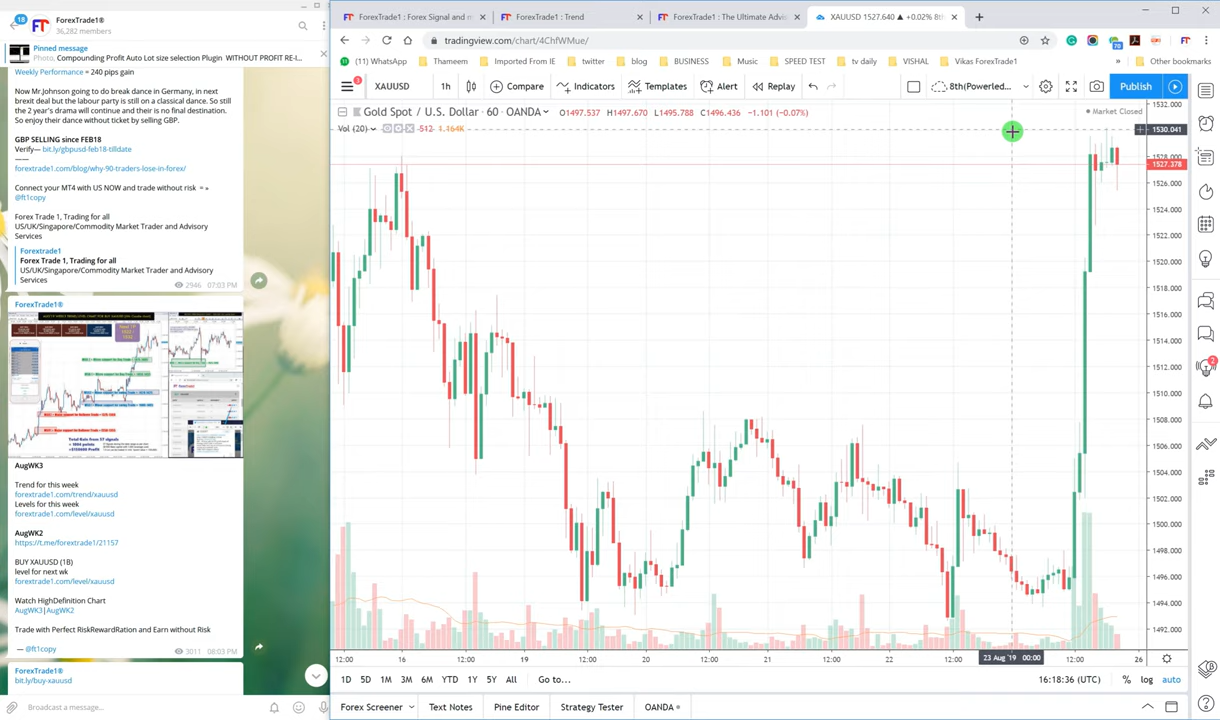 18
FT
ForexTrade1®
36,282 members
Pinned message
Photo, Compounding Profit Auto Lot size selection Plugin WITHOUT PROFIT RE-I...
Weekly Performance = 240 pips gain
Now Mr.Johnson going to do break dance in Germany, in next
brexit deal but the labour party is still on a classical dance. So still
the 2 year's drama will continue and their is no final destination.
So enjoy these dance without ticket by selling GBP.
GBP SELLING since FEB18
Verify— bit.ly/gbpusd-feb18-tilldate
——
forextrade1.com/blog/why-90-traders-lose-in-forex/
Connect your MT4 with US NOW and trade without risk = »
@ft1copy
Forex Trade 1, Trading for all
US/UK/Singapore/Commodity Market Trader and Advisory
Services
Forextrade1
Forex Trade 1, Trading for all
US/UK/Singapore/Commodity Market Trader and Advisory
Services
2946 07:03 PM
ForexTrade1®
AugWK3
Trend for this week
forextrade1.com/trend/xauusd
Levels for this week
forextrade1.com/level/xauusd
AugWK2
https://t.me/forextrade1/21157
BUY XAUUSD (1B)
level for next wk
forextrade1.com/level/xauusd
Watch HighDefinition Chart
AugWK3|AugWK2
Trade with Perfect RiskRewardRation and Earn without Risk
— @ft1copy
3011 08:03 PM
ForexTrade1®
bit.ly/buy-xauusd
Broadcast a message...
FT ForexTrade1 : Forex Signal and m
FT ForexTrade1 : Trend
FT ForexTrade1 : The Ultimate Advi
XAUUSD 1527.640 ▲ +0.02% 8th
tradingview.com/chart/4ChfWMue/
70
FT
(11) WhatsApp
Thameem
Imported From IE
twitter
blog
BUSINESS
Music
SPEED TEST
tv daily
VISHAL
Vikas ForexTrade1
»
Other bookmarks
3
XAUUSD
1h
Compare
Indicators
Templates
Alert
Replay
8th(Powered...
Publish
Gold Spot / U.S. Dollar · 60 · OANDA
O1497.537 H1497.670 L1495.788 C1496.436 −1.101 (−0.07%)
Market Closed
Vol (20)
512 1.164K
1532.000
1530.041
1528.000
1527.378
1526.000
1524.000
1522.000
1520.000
1518.000
1516.000
1514.000
1512.000
1510.000
1508.000
1506.000
1504.000
1502.000
1500.000
1498.000
1496.000
1494.000
1492.000
2
12:00
16
12:00
19
12:00
20
12:00
21
12:00
22
12:00
23 Aug '19 00:00
12:00
26
1D 5D 1M 3M 6M YTD 1Y 5Y All
Go to...
16:18:36 (UTC)
% log auto
Forex Screener
Text Notes
Pine Editor
Strategy Tester
OANDA